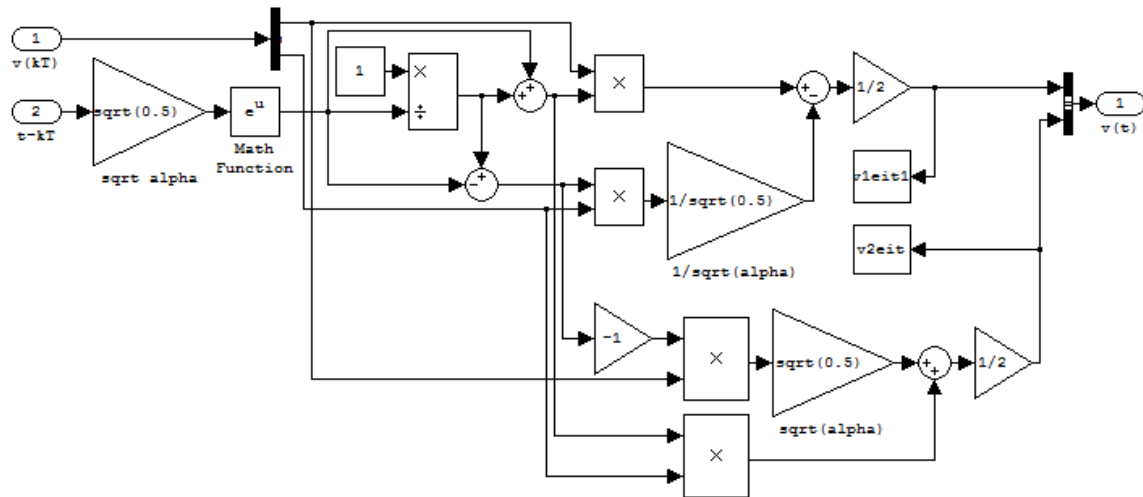 1
v(kT)
2
t-kT
sqrt(0.5)
sqrt alpha
e^u
Math
Function
1
×
÷
+
+
-
+
×
×
1/sqrt(0.5)
1/sqrt(alpha)
+
-
1/2
v1eit1
v2eit
1
v(t)
-1
×
sqrt(0.5)
sqrt(alpha)
+
+
1/2
×